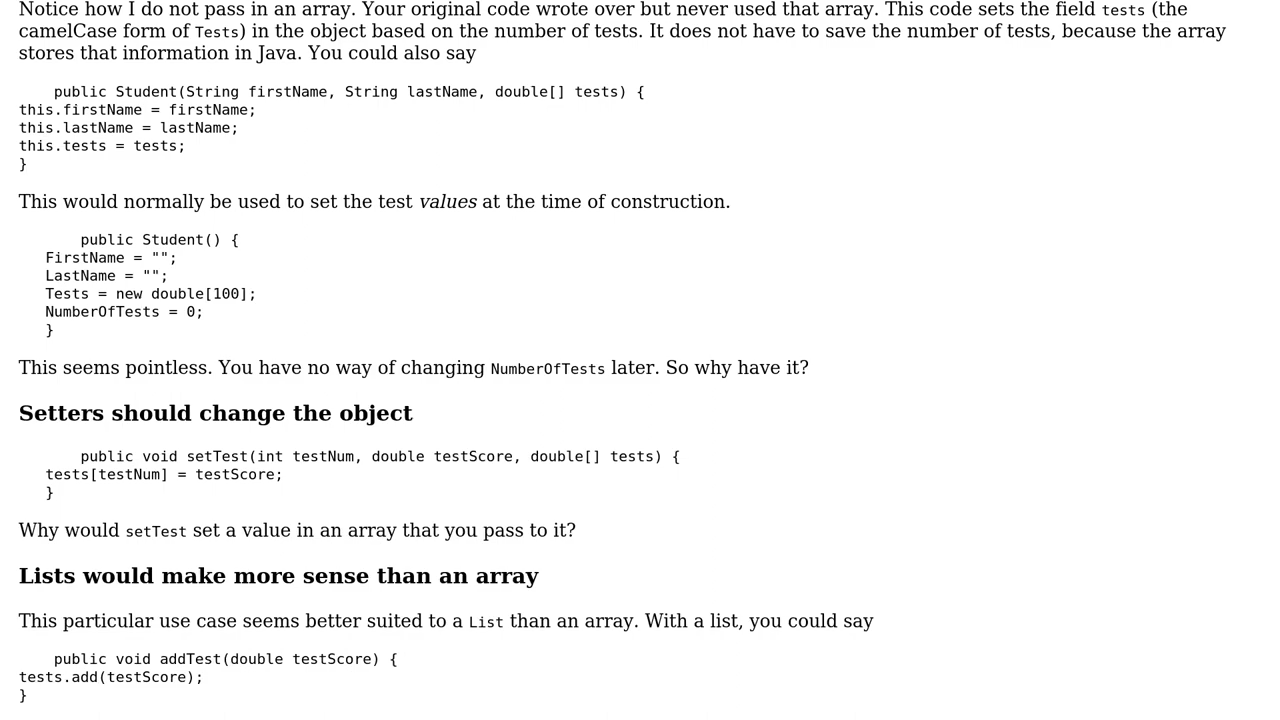 Notice how I do not pass in an array. Your original code wrote over but never used that array. This code sets the field tests (the
camelCase form of Tests) in the object based on the number of tests. It does not have to save the number of tests, because the array
stores that information in Java. You could also say
public Student(String firstName, String lastName, double[] tests) {
this.firstName = firstName;
this.lastName = lastName;
this.tests = tests;
}
This would normally be used to set the test values at the time of construction.
public Student() {
FirstName = "";
LastName = "";
Tests = new double[100];
NumberOfTests = 0;
}
This seems pointless. You have no way of changing NumberOfTests later. So why have it?
Setters should change the object
public void setTest(int testNum, double testScore, double[] tests) {
tests[testNum] = testScore;
}
Why would setTest set a value in an array that you pass to it?
Lists would make more sense than an array
This particular use case seems better suited to a List than an array. With a list, you could say
public void addTest(double testScore) {
tests.add(testScore);
}